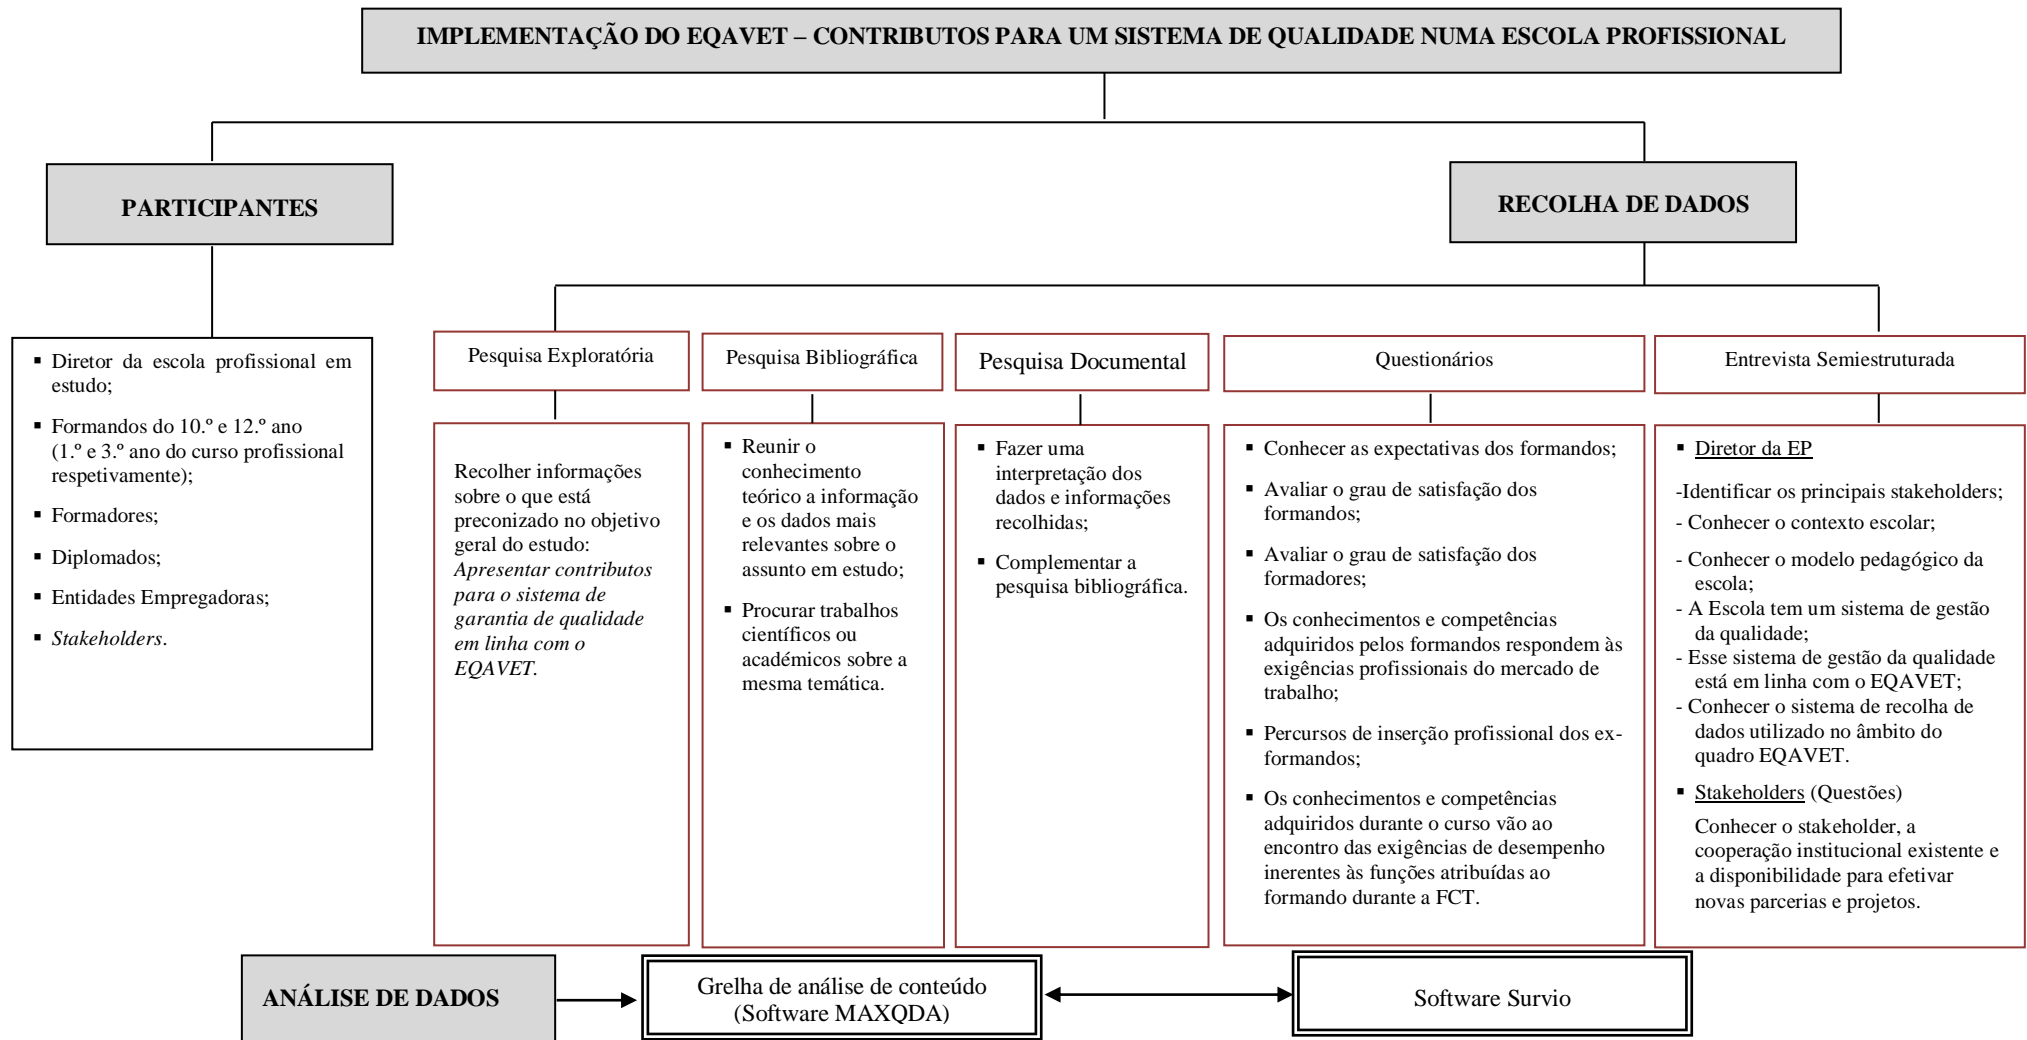 IMPLEMENTAÇÃO DO EQAVET – CONTRIBUTOS PARA UM SISTEMA DE QUALIDADE NUMA ESCOLA PROFISSIONAL
PARTICIPANTES
RECOLHA DE DADOS
▪ Diretor da escola profissional em
estudo;
▪ Formandos do 10.º e 12.º ano
(1.º e 3.º ano do curso profissional
respetivamente);
▪ Formadores;
▪ Diplomados;
▪ Entidades Empregadoras;
▪ Stakeholders.
Pesquisa Exploratória
Recolher informações
sobre o que está
preconizado no objetivo
geral do estudo:
Apresentar contributos
para o sistema de
garantia de qualidade
em linha com o
EQAVET.
Pesquisa Bibliográfica
▪ Reunir o
conhecimento
teórico a informação
e os dados mais
relevantes sobre o
assunto em estudo;
▪ Procurar trabalhos
científicos ou
académicos sobre a
mesma temática.
Pesquisa Documental
▪ Fazer uma
interpretação dos
dados e informações
recolhidas;
▪ Complementar a
pesquisa bibliográfica.
Questionários
▪ Conhecer as expectativas dos formandos;
▪ Avaliar o grau de satisfação dos
formandos;
▪ Avaliar o grau de satisfação dos
formadores;
▪ Os conhecimentos e competências
adquiridos pelos formandos respondem às
exigências profissionais do mercado de
trabalho;
▪ Percursos de inserção profissional dos ex-
formandos;
▪ Os conhecimentos e competências
adquiridos durante o curso vão ao
encontro das exigências de desempenho
inerentes às funções atribuídas ao
formando durante a FCT.
Entrevista Semiestruturada
▪ Diretor da EP
-Identificar os principais stakeholders;
- Conhecer o contexto escolar;
- Conhecer o modelo pedagógico da
escola;
- A Escola tem um sistema de gestão
da qualidade;
- Esse sistema de gestão da qualidade
está em linha com o EQAVET;
- Conhecer o sistema de recolha de
dados utilizado no âmbito do
quadro EQAVET.
▪ Stakeholders (Questões)
Conhecer o stakeholder, a
cooperação institucional existente e
a disponibilidade para efetivar
novas parcerias e projetos.
ANÁLISE DE DADOS
Grelha de análise de conteúdo
(Software MAXQDA)
Software Survio